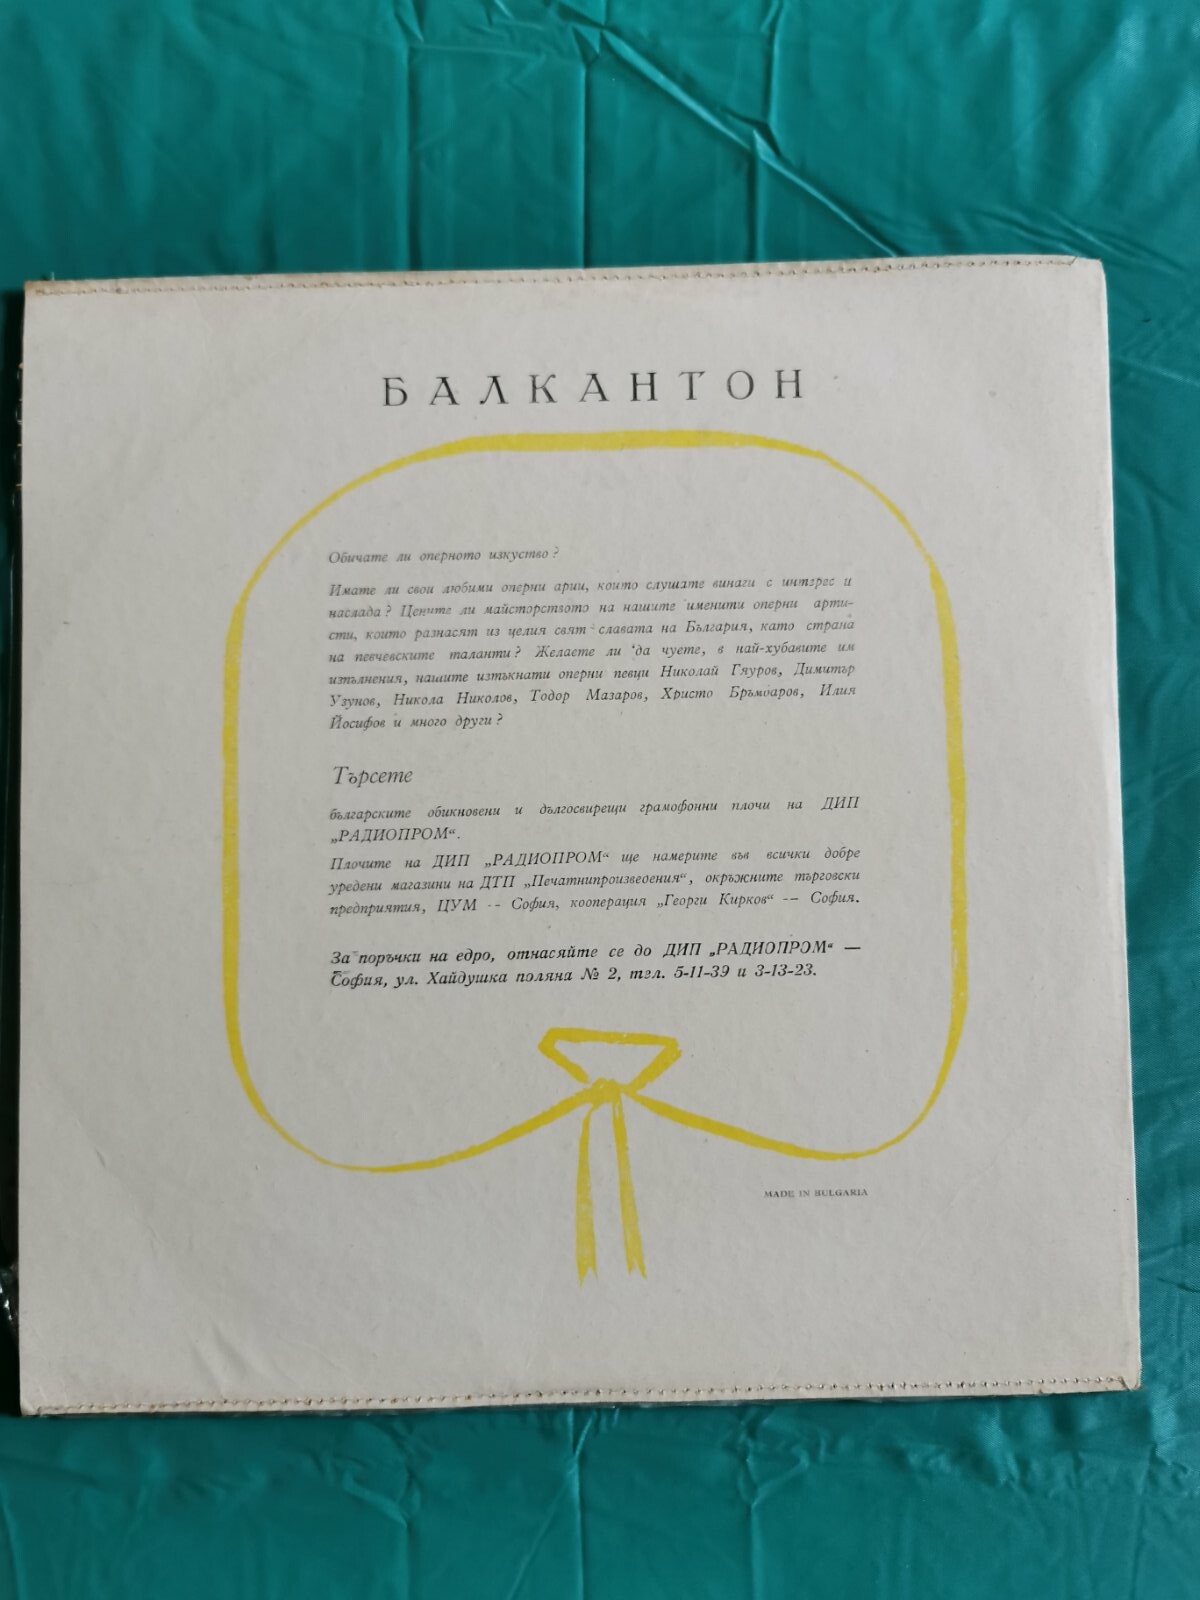 БАЛКАНТОН
Обичате ли оперното изкуство?
Имате ли свои любими оперни арии, които слушате винаги с интерес и
наслада? Цените ли майсторството на нашите именити оперни арти-
сти, които разнасят из целия свят славата на България, като страна
на певчевските таланти? Желаете ли да чуете, в най-хубавите им
изпълнения, нашите изтъкнати оперни певци Николай Гяуров, Димитър
Узунов, Никола Николов, Тодор Мазаров, Христо Бръмбаров, Илия
Йосифов и много други?
Търсете
българските обикновени и дългосвирещи грамофонни плочи на ДИП
„РАДИОПРОМ“.
Плочите на ДИП „РАДИОПРОМ“ ще намерите във всички добре
уредени магазини на ДТП „Печатнипроизведения“, окръжните търговски
предприятия, ЦУМ -- София, кооперация „Георги Кирков“ -- София.
За поръчки на едро, отнасяйте се до ДИП „РАДИОПРОМ“ —
София, ул. Хайдушка поляна № 2, тел. 5-11-39 и 3-13-23.
MADE IN BULGARIA